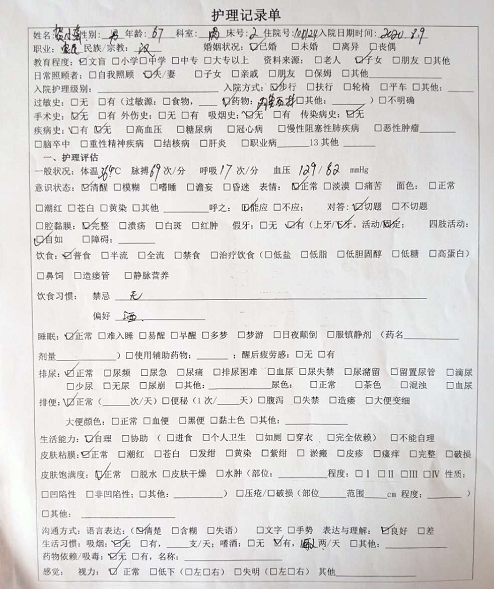 护理记录单
姓名: 性别:男 年龄:67 科室: 床号:2 住院号: 入院日期时间:2020.8.9
职业: 民族/宗教:汉 婚姻状况:☑已婚 □未婚 □离异 □丧偶
教育程度:☑文盲 □小学□中学 □中专 □大专以上 资料来源:□老人 ☑子女 □朋友 □其他
日常照顾者:□自我照顾 ☑夫/妻 □子女 □亲戚 □朋友 □保姆 □其他
入院护理级别: 入院方式:☑步行 □扶行 □轮椅 □平车 □其他:
过敏史:□无 □有(过敏源:□食物, ☑药物: □其他: )□不明确
手术史:☑无 □有 外伤史:□无 □有 吸烟史:☑无 □有 传染病史:☑无
疾病史:□有 ☑无 □高血压 □糖尿病 □冠心病 □慢性阻塞性肺疾病 □恶性肿瘤
□脑卒中 □重性精神疾病 □结核病 □肝炎 □职业病 13 其他
一、护理评估
一般状况:体温36.4℃ 脉搏69次/分 呼吸17次/分 血压 129/62 mmHg
意识状态:☑清醒 □模糊 □嗜睡 □谵妄 □昏迷 表情:☑正常 □淡漠 □痛苦 面色:□正常
□潮红 □苍白 □黄染 □其他 呼之:☑能应 □不应; 对答:☑切题 □不切题
□腔黏膜:☑完整 □溃疡 □白斑 □红肿 假牙:□无 ☑有(上牙/下牙,活动/固定; 四肢活动:
☑自如 □障碍:
饮食:☑普食 □半流 □全流 □禁食 □治疗饮食(□低盐 □低脂 □低胆固醇 □低糖 □高蛋白)
□鼻饲 □造瘘管 □静脉营养
饮食习惯: 禁忌 无
偏好 酒
睡眠:☑正常 □难入睡 □易醒 □早醒 □多梦 □梦游 □日夜颠倒 □服镇静剂 (药名
剂量 )□使用辅助药物: ;醒后疲劳感:□无 □有
排尿:☑正常 □尿频 □尿急 □尿痛 □排尿困难 □血尿 □尿失禁 □尿潴留 □留置尿管 □滴尿
□少尿 □无尿 □尿崩 □其他: 尿色:□正常 □茶色 □混浊 □血尿
排便:☑正常( 次/天)□便秘(1次/ 天)□腹泻 □失禁 □造瘘 □大便变细
大便颜色:□正常 □血便 □黑便 □黏土色 □其他:
生活能力:☑自理 □协助 (□进食 □个人卫生 □如厕 □穿衣 □完全依赖) □不能自理
皮肤粘膜:☑正常 □潮红 □苍白 □发绀 □黄染 □紫绀 □淤癍 □皮疹 □瘙痒 □完整 □破损
皮肤饱满度:☑正常 □脱水 □皮肤干燥 □水肿(部位: 程度:□Ⅰ □Ⅱ □Ⅲ □Ⅳ 性质:
□凹陷性 □非凹陷性;□其他: )□压疮/□破损(部位 范围 cm 程度: )
□其他:
沟通方式:语言表达:(☑清楚 □含糊 □失语) □文字 □手势 表达与理解:☑良好 □差
生活习惯:吸烟:☑无 □有, 支/天;嗜酒:□无 ☑有, 两/天 □其他:
药物依赖/吸毒:☑无 □有,名称:
感觉: 视力:☑ 正常 □低下(□左□右) □失明(□左□右) 其他